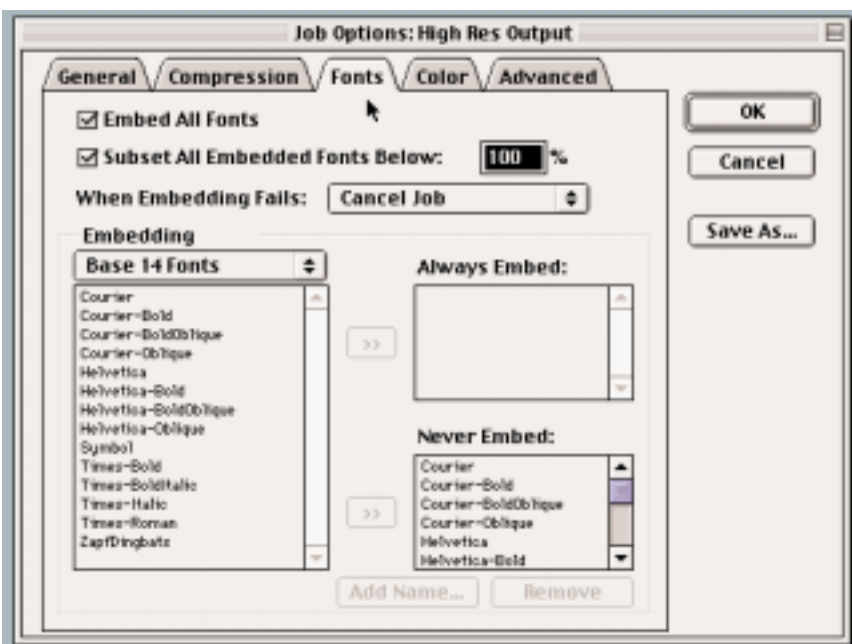 Job Options: High Res Output
General Compression Fonts Color Advanced
Embed All Fonts
Subset All Embedded Fonts Below: 100 %
When Embedding Fails: Cancel Job
OK
Cancel
Save As...
Embedding
Base 14 Fonts
Courier
Courier-Bold
Courier-BoldOblique
Courier-Oblique
Helvetica
Helvetica-Bold
Helvetica-BoldOblique
Helvetica-Oblique
Symbol
Times-Bold
Times-BoldItalic
Times-Italic
Times-Roman
ZapfDingbats
>>
>>
Always Embed:
Never Embed:
Courier
Courier-Bold
Courier-BoldOblique
Courier-Oblique
Helvetica
Helvetica-Bold
Add Name... Remove